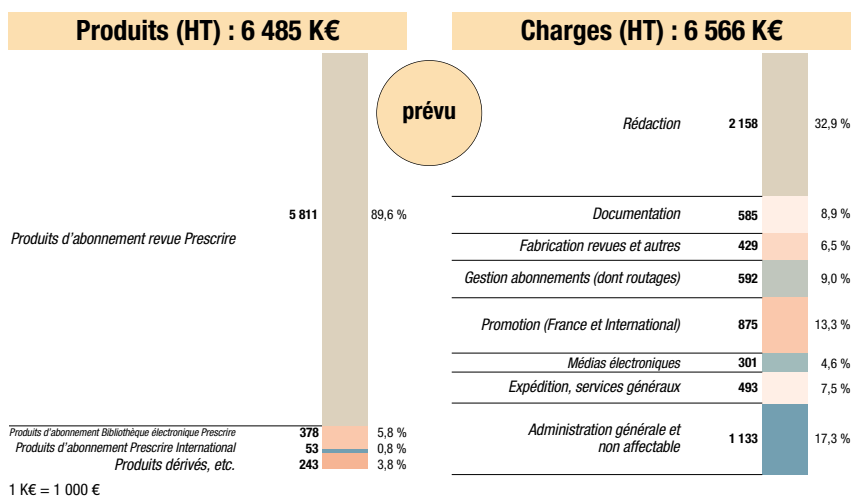 Produits (HT) : 6 485 K€
Produits d’abonnement revue Prescrire 5 811 89,6 %
Produits d’abonnement Bibliothèque électronique Prescrire 378 5,8 %
Produits d’abonnement Prescrire International 53 0,8 %
Produits dérivés, etc. 243 3,8 %
1 K€ = 1 000 €
prévu
Charges (HT) : 6 566 K€
Rédaction 2 158 32,9 %
Documentation 585 8,9 %
Fabrication revues et autres 429 6,5 %
Gestion abonnements (dont routages) 592 9,0 %
Promotion (France et International) 875 13,3 %
Médias électroniques 301 4,6 %
Expédition, services généraux 493 7,5 %
Administration générale et
non affectable 1 133 17,3 %